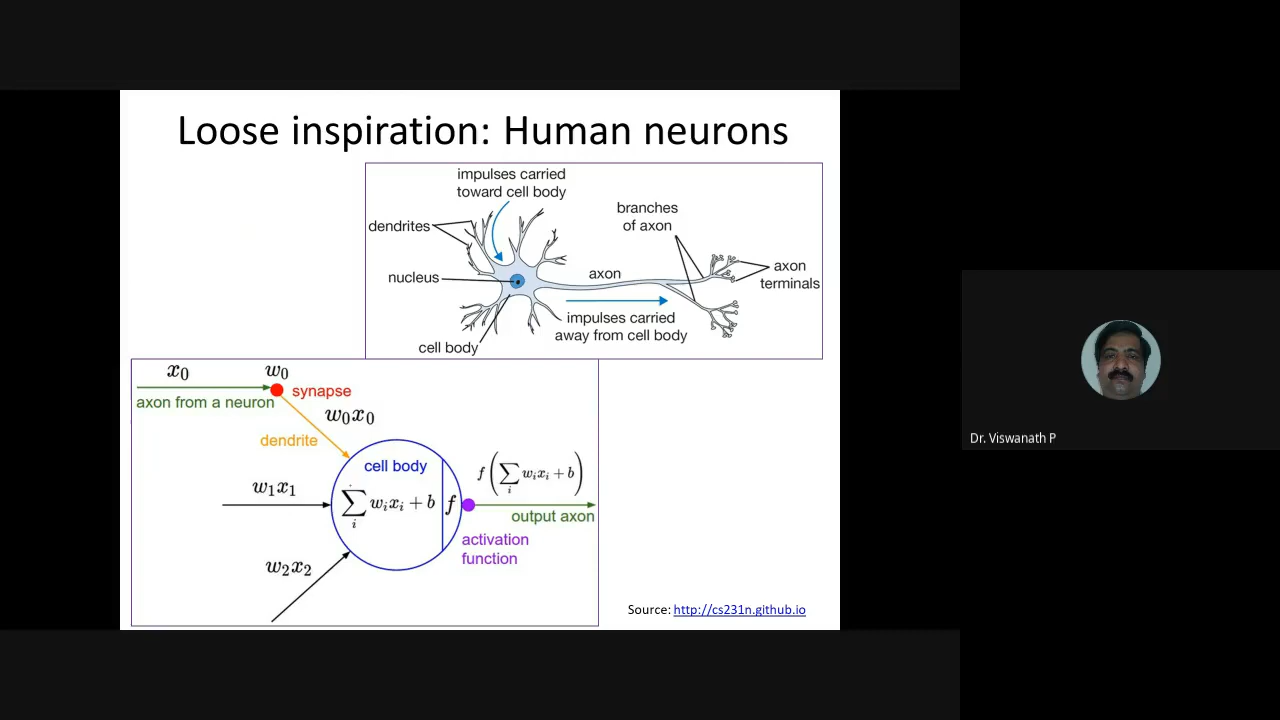 Loose inspiration: Human neurons
impulses carried
toward cell body
branches
of axon
dendrites
axon
terminals
nucleus
axon
impulses carried
away from cell body
cell body
x₀
w₀
synapse
axon from a neuron
w₀x₀
dendrite
cell body
f(∑ᵢ wᵢxᵢ + b)
w₁x₁
∑ᵢ wᵢxᵢ + b
f
output axon
activation
function
w₂x₂
Source: http://cs231n.github.io
Dr. Viswanath P